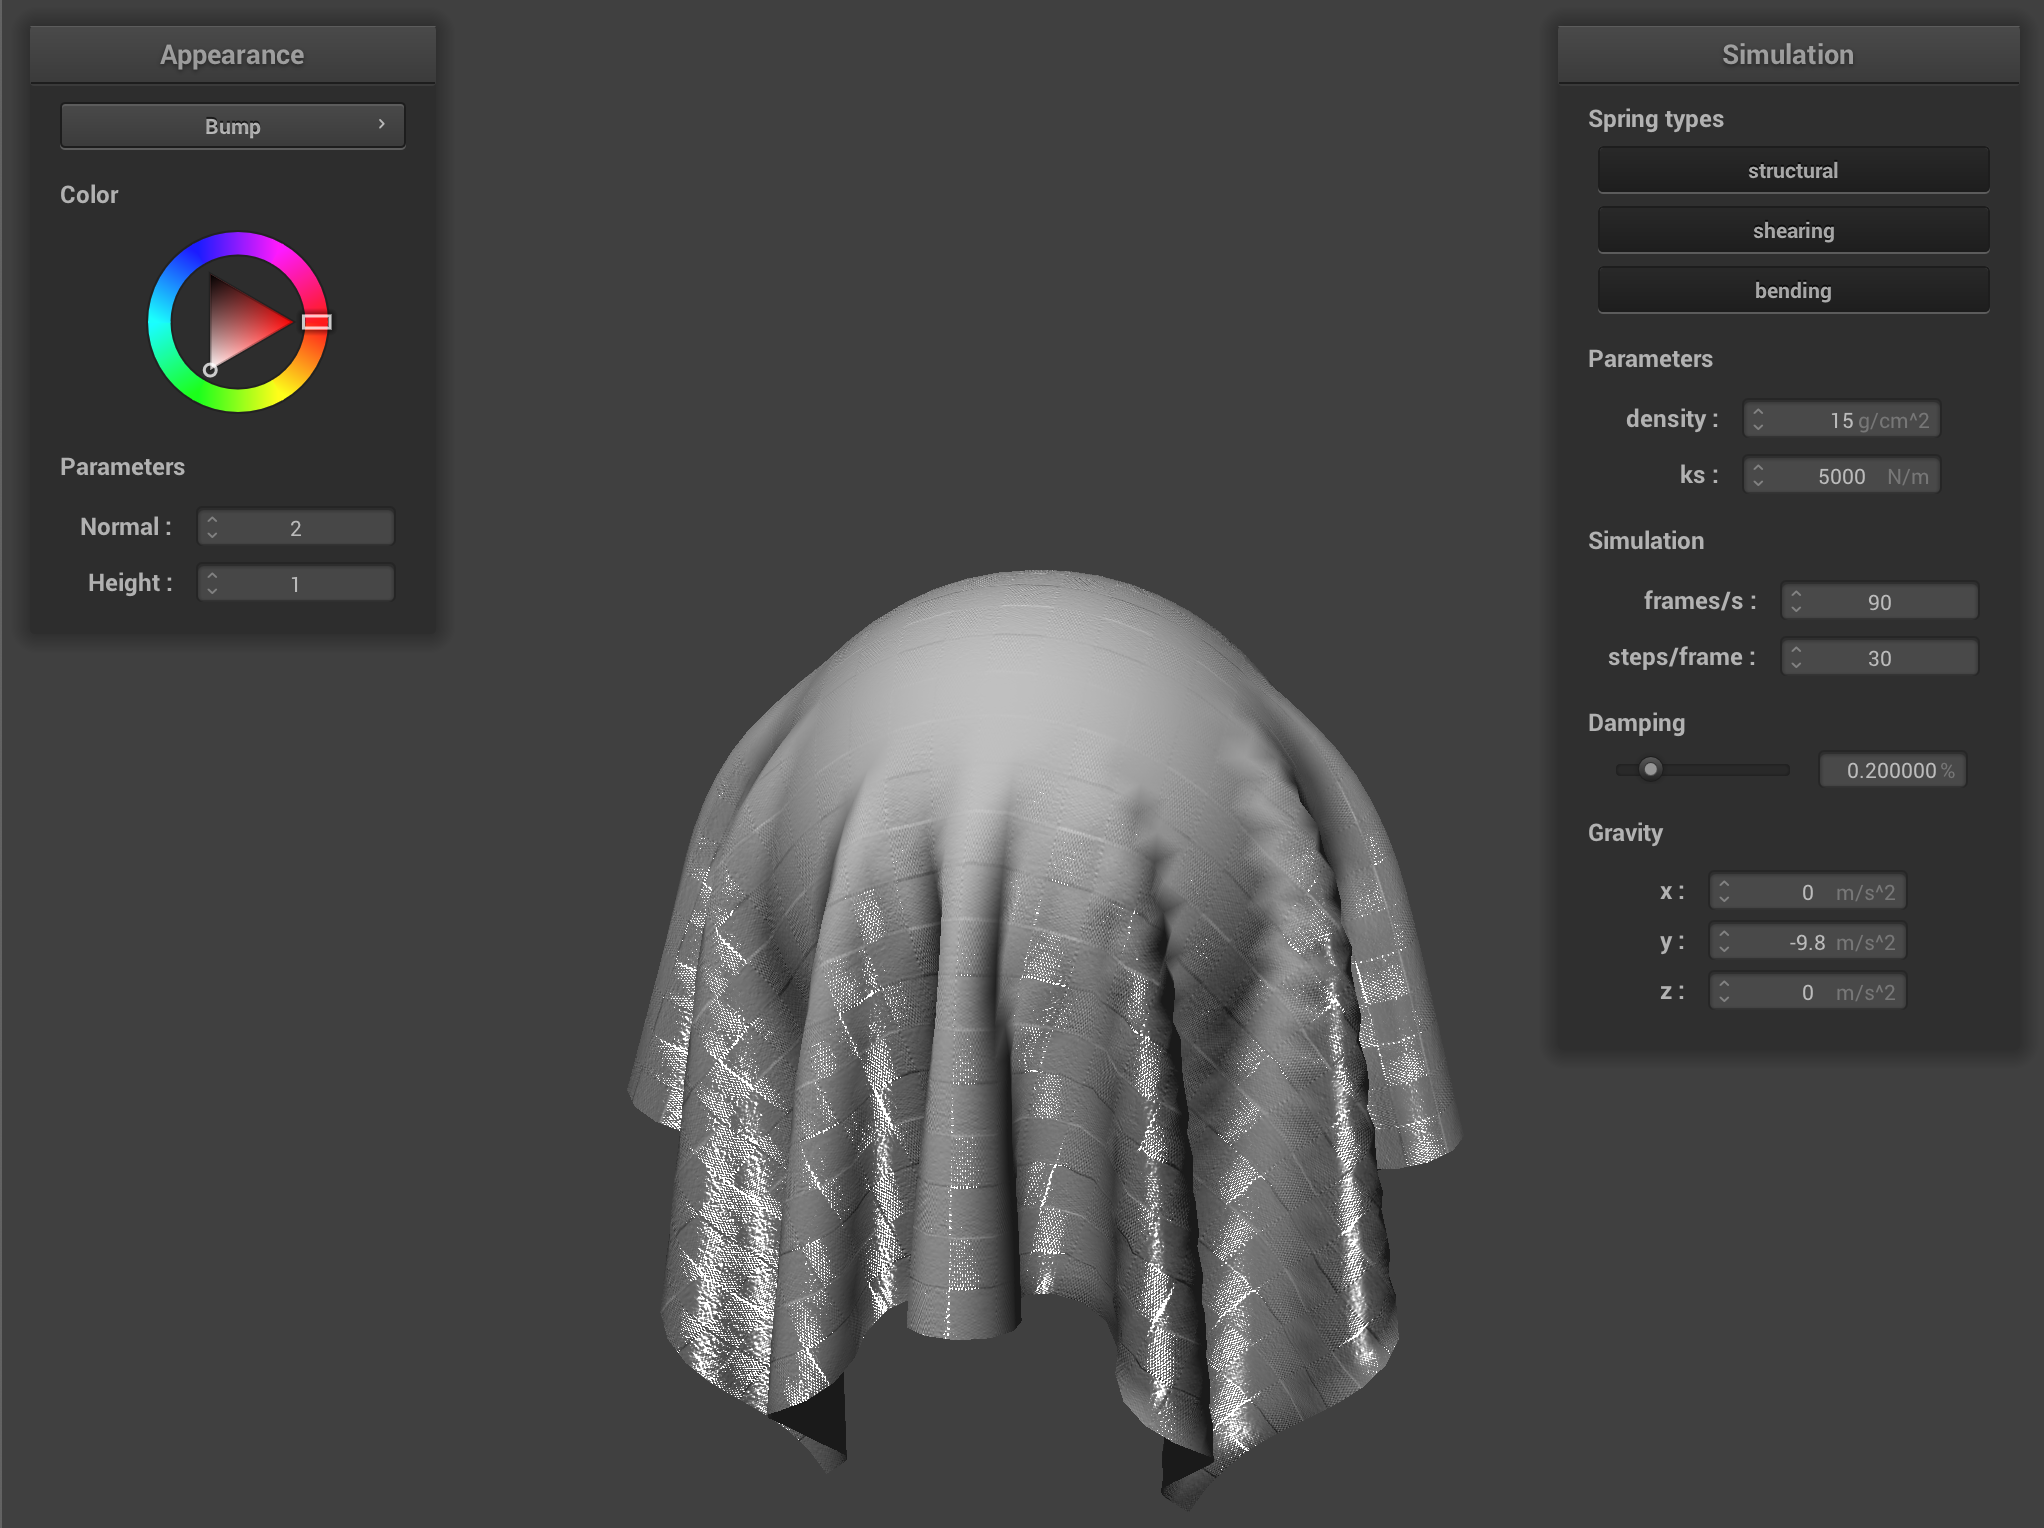 Appearance
Bump
Color
Parameters
Normal : 2
Height : 1
Simulation
Spring types
structural
shearing
bending
Parameters
density : 15 g/cm^2
ks : 5000 N/m
Simulation
frames/s : 90
steps/frame : 30
Damping
0.200000 %
Gravity
x : 0 m/s^2
y : -9.8 m/s^2
z : 0 m/s^2